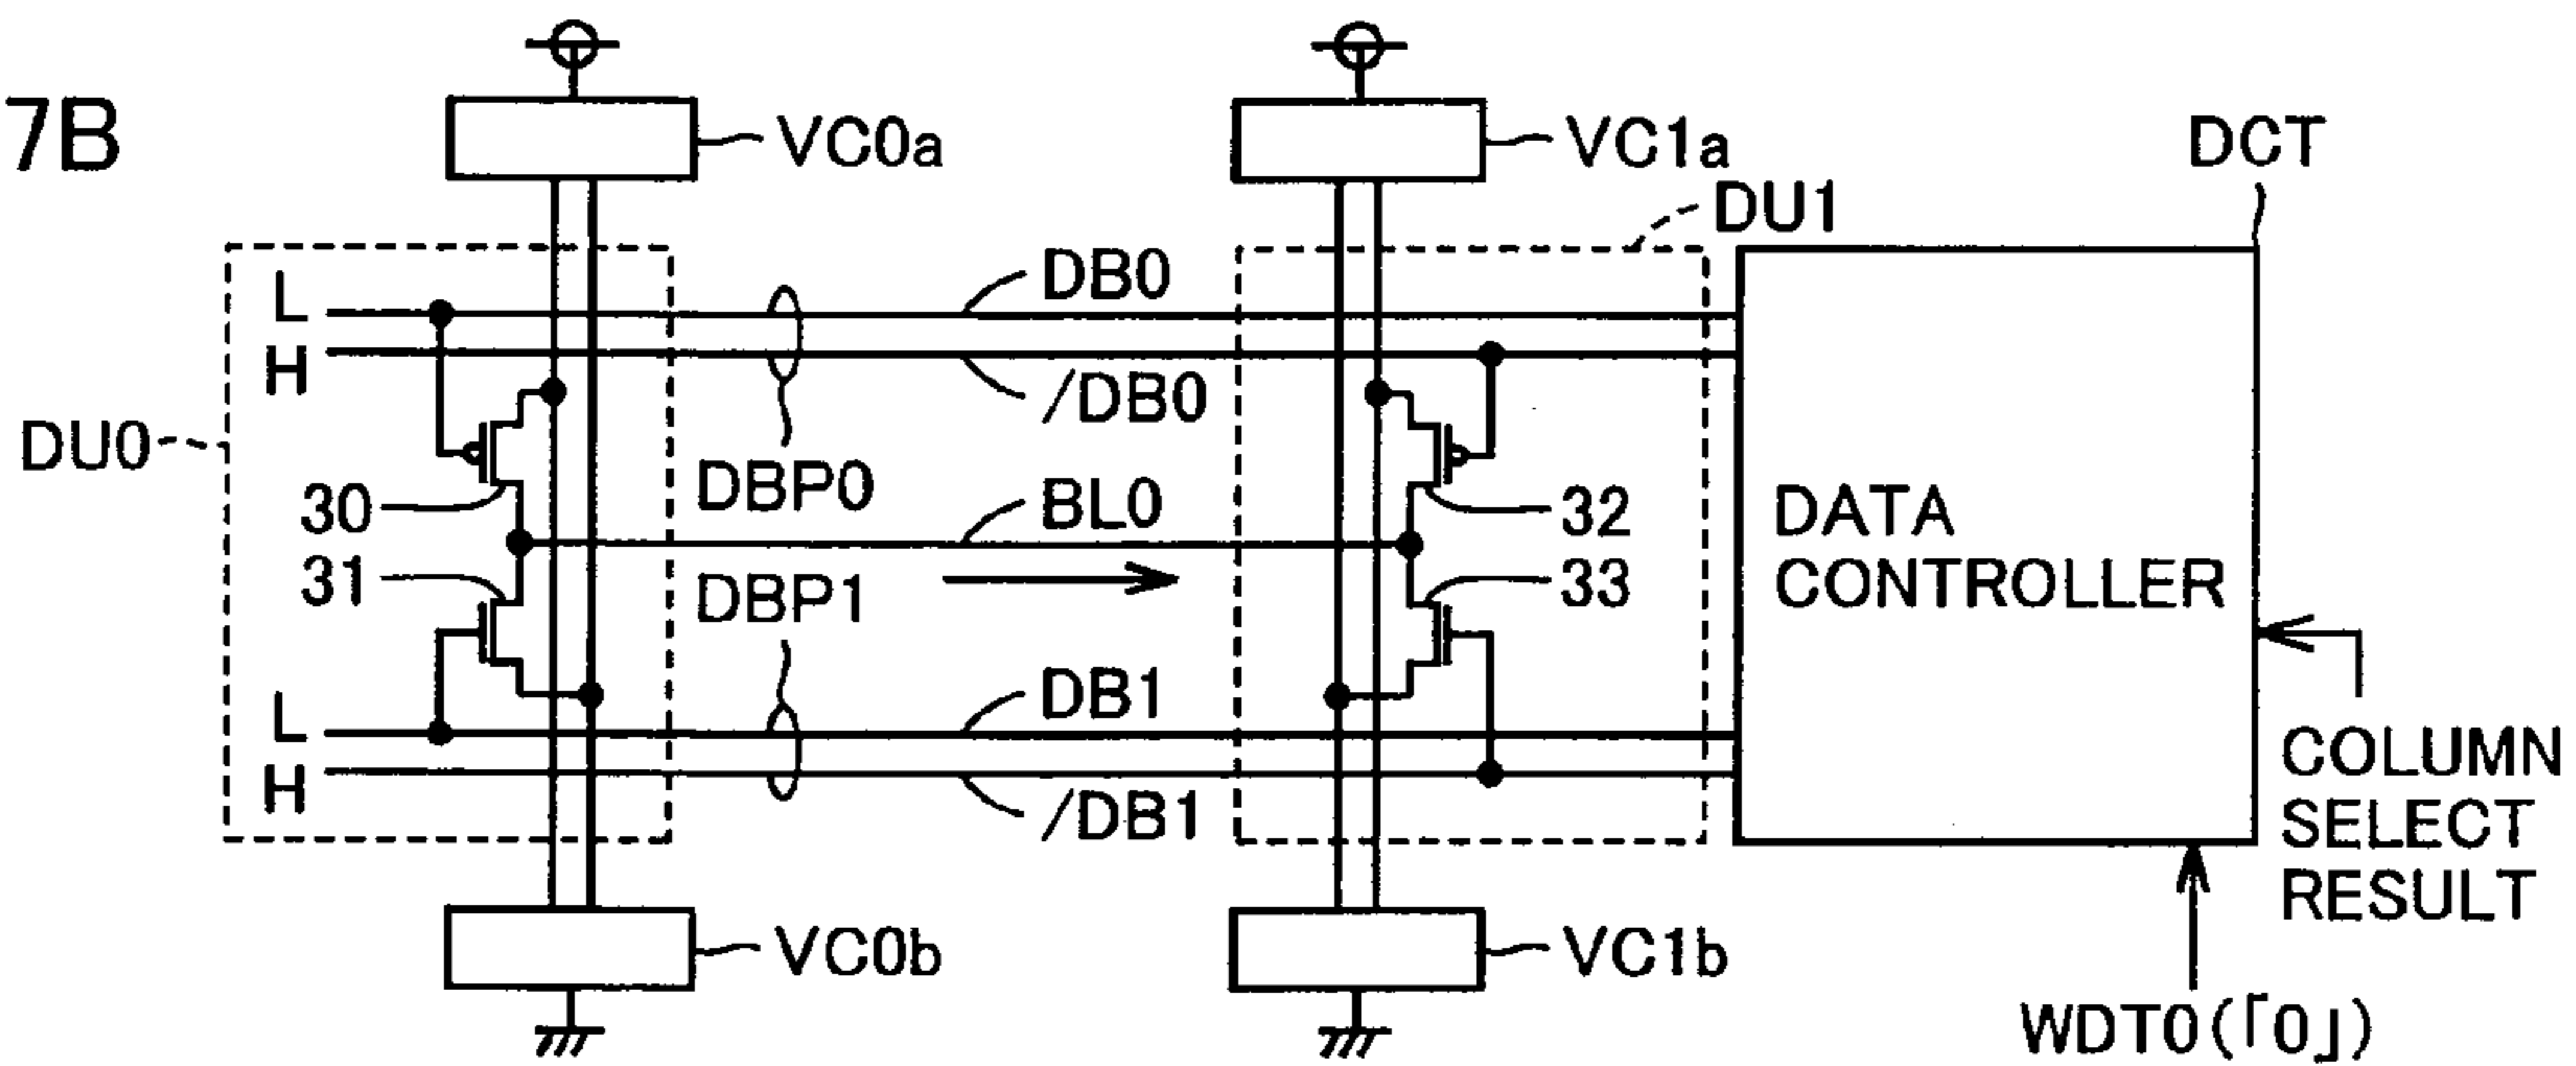 7B
VC0a
VC1a
DCT
DU1
L
DB0
H
/DB0
DU0
DBP0
30
BL0
32
DATA
CONTROLLER
31
DBP1
33
L
DB1
H
/DB1
COLUMN
SELECT
RESULT
VC0b
VC1b
WDT0(「0」)